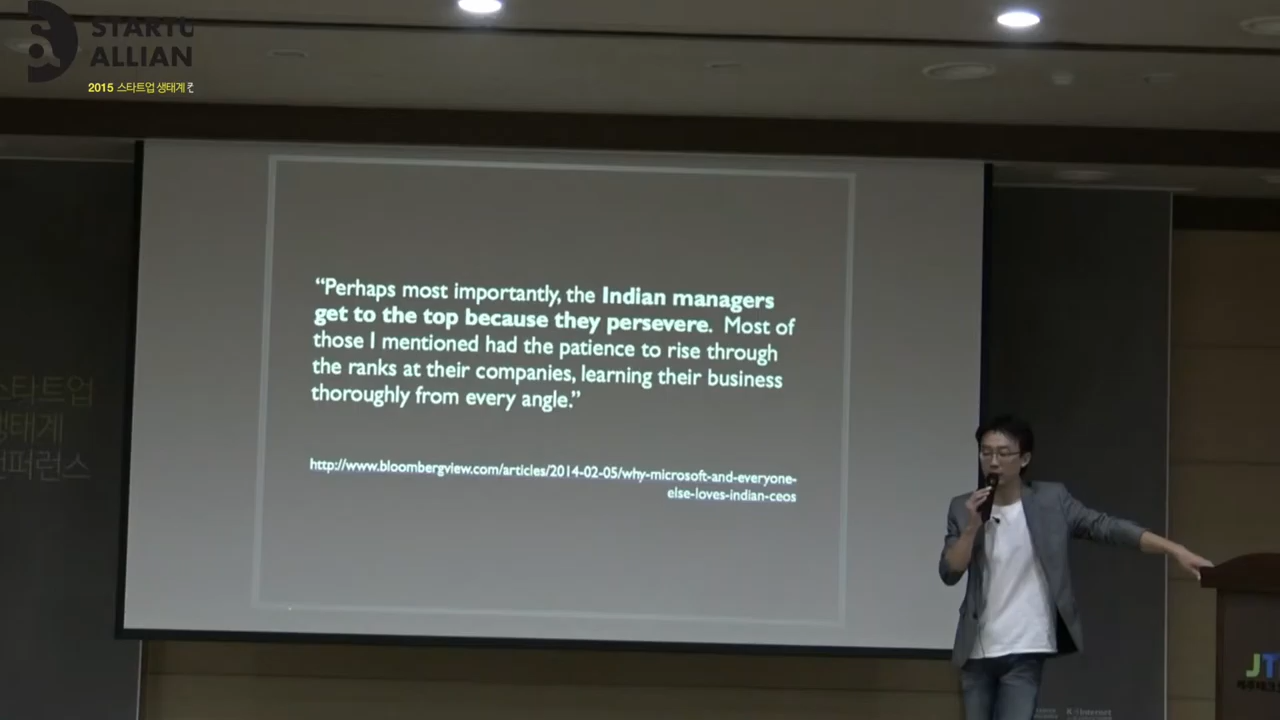 STARTU
ALLIAN
2015 스타트업 생태계 컨
“Perhaps most importantly, the Indian managers
get to the top because they persevere. Most of
those I mentioned had the patience to rise through
the ranks at their companies, learning their business
thoroughly from every angle.”
http://www.bloombergview.com/articles/2014-02-05/why-microsoft-and-everyone-
else-loves-indian-ceos
스타트업
생태계
컨퍼런스
JT
K Internet